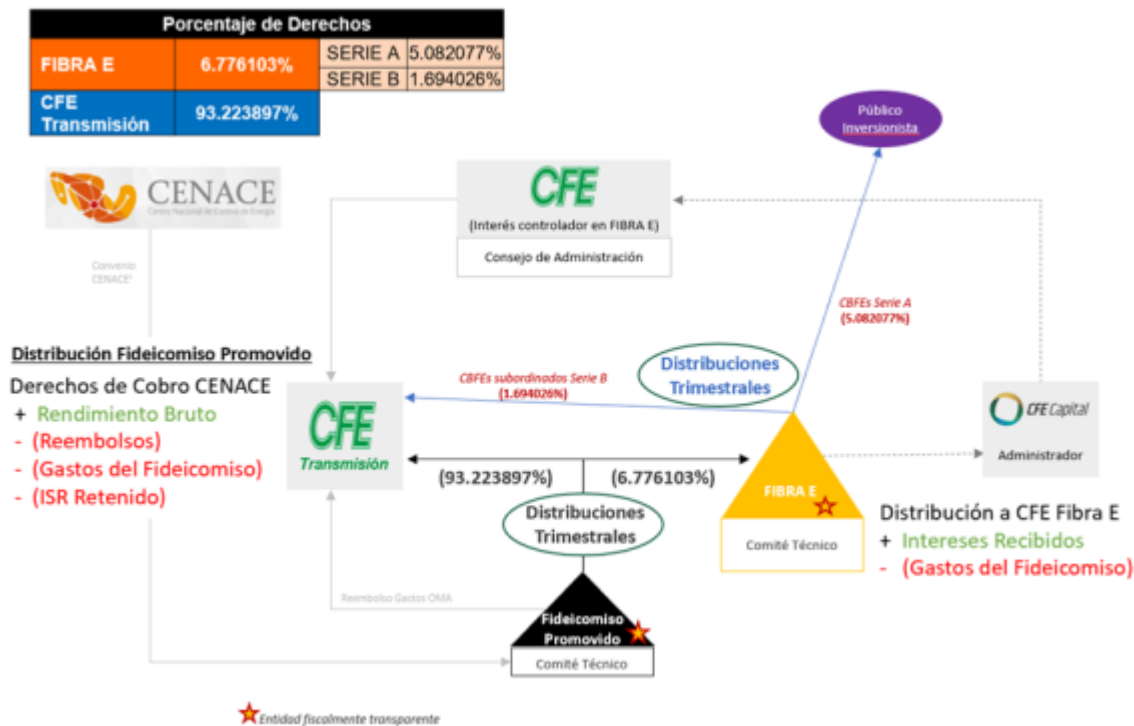 Porcentaje de Derechos
FIBRA E 6.776103% SERIE A 5.082077%
SERIE B 1.694026%
CFE Transmisión 93.223897%
Público
Inversionista
CENACE
Centro Nacional de Control de Energía
CFE
(Interés controlador en FIBRA E)
Consejo de Administración
Convenio
CENACE*
CBFEs Serie A
(5.082077%)
Distribución Fideicomiso Promovido
Derechos de Cobro CENACE
+ Rendimiento Bruto
- (Reembolsos)
- (Gastos del Fideicomiso)
- (ISR Retenido)
CBFEs subordinados Serie B
(1.694026%)
Distribuciones
Trimestrales
CFE
Transmisión
CFE Capital
Administrador
(93.223897%) (6.776103%)
FIBRA E
Comité Técnico
Distribuciones
Trimestrales
Distribución a CFE Fibra E
+ Intereses Recibidos
- (Gastos del Fideicomiso)
Reembolso Gastos OMA
Fideicomiso
Promovido
Comité Técnico
Entidad fiscalmente transparente